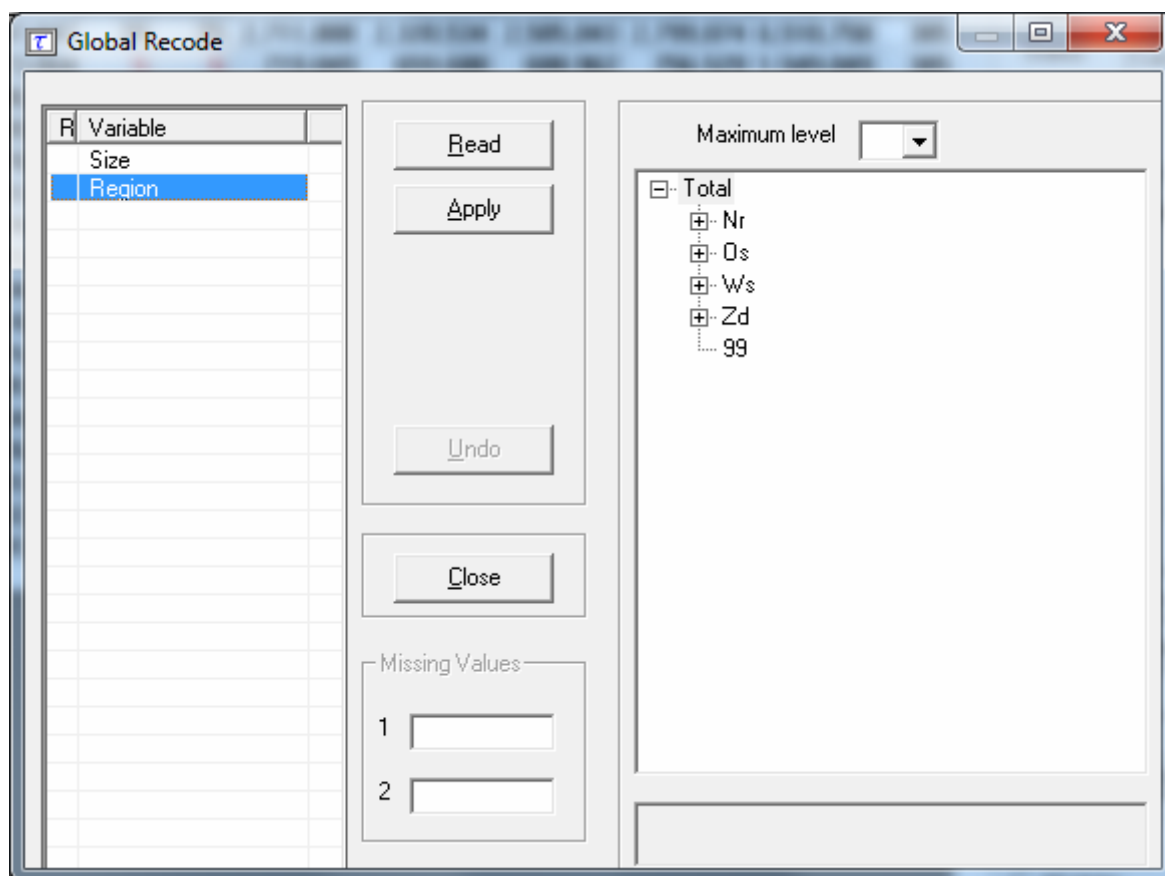 τ Global Recode
R Variable
Size
Region
Read
Apply
Undo
Close
Missing Values
1
2
Maximum level
Total
Nr
Os
Ws
Zd
99